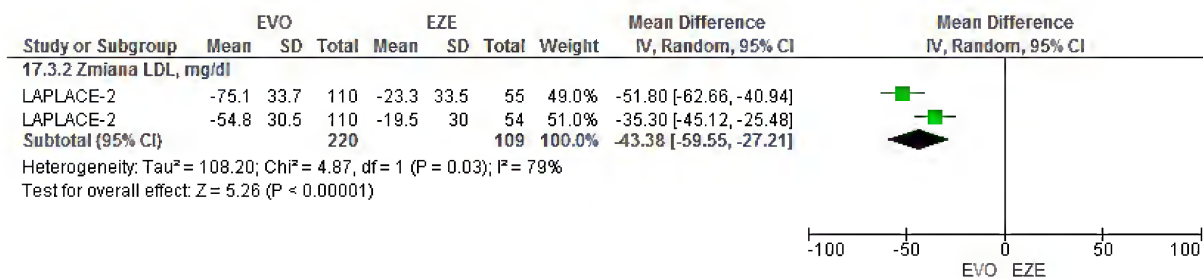 EVO EZE Mean Difference Mean Difference
Study or Subgroup Mean SD Total Mean SD Total Weight IV, Random, 95% CI IV, Random, 95% CI
17.3.2 Zmiana LDL, mg/dl
LAPLACE-2 -75.1 33.7 110 -23.3 33.5 55 49.0% -51.80 [-62.66, -40.94]
LAPLACE-2 -54.8 30.5 110 -19.5 30 54 51.0% -35.30 [-45.12, -25.48]
Subtotal (95% CI) 220 109 100.0% -43.38 [-59.55, -27.21]
Heterogeneity: Tau² = 108.20; Chi² = 4.87, df = 1 (P = 0.03); I² = 79%
Test for overall effect: Z = 5.26 (P < 0.00001)
-100 -50 0 50 100
EVO EZE